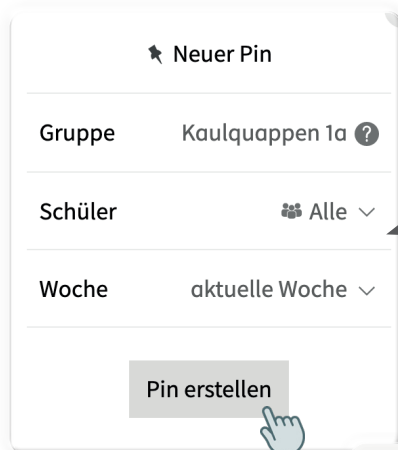 Neuer Pin
Gruppe Kaulquappen 1a ?
Schüler Alle
Woche aktuelle Woche
Pin erstellen